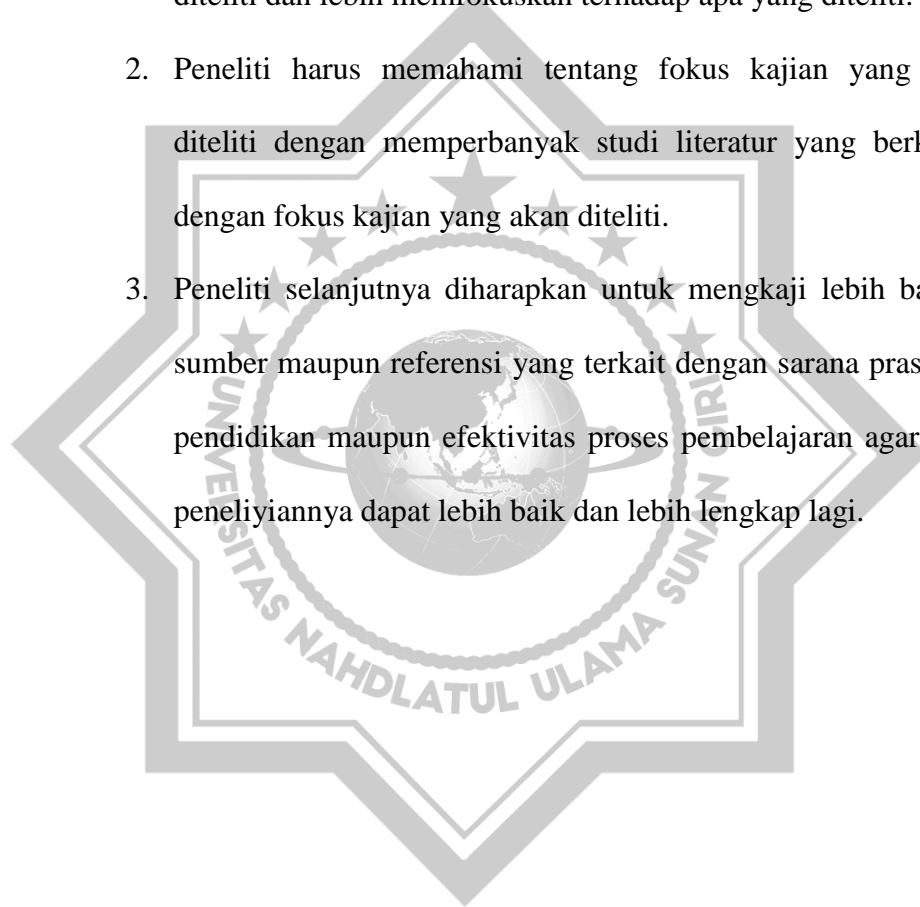 diteliti dan lebih memfokuskan terhadap apa yang diteliti.
2. Peneliti harus memahami tentang fokus kajian yang
diteliti dengan memperbanyak studi literatur yang
dengan fokus kajian yang akan diteliti.
3. Peneliti selanjutnya diharapkan untuk mengkaji lebih
sumber maupun referensi yang terkait dengan sarana
pendidikan maupun efektivitas proses pembelajaran agar
peneliyiannya dapat lebih baik dan lebih lengkap lagi.
UNIVERSITAS NAHDLATUL ULAMA SUNAN GIRI